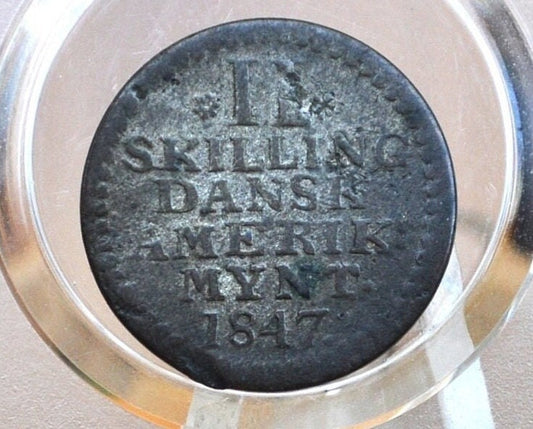 * II *
SKILLING
DANSK
AMERIK
MYNT.
1847.